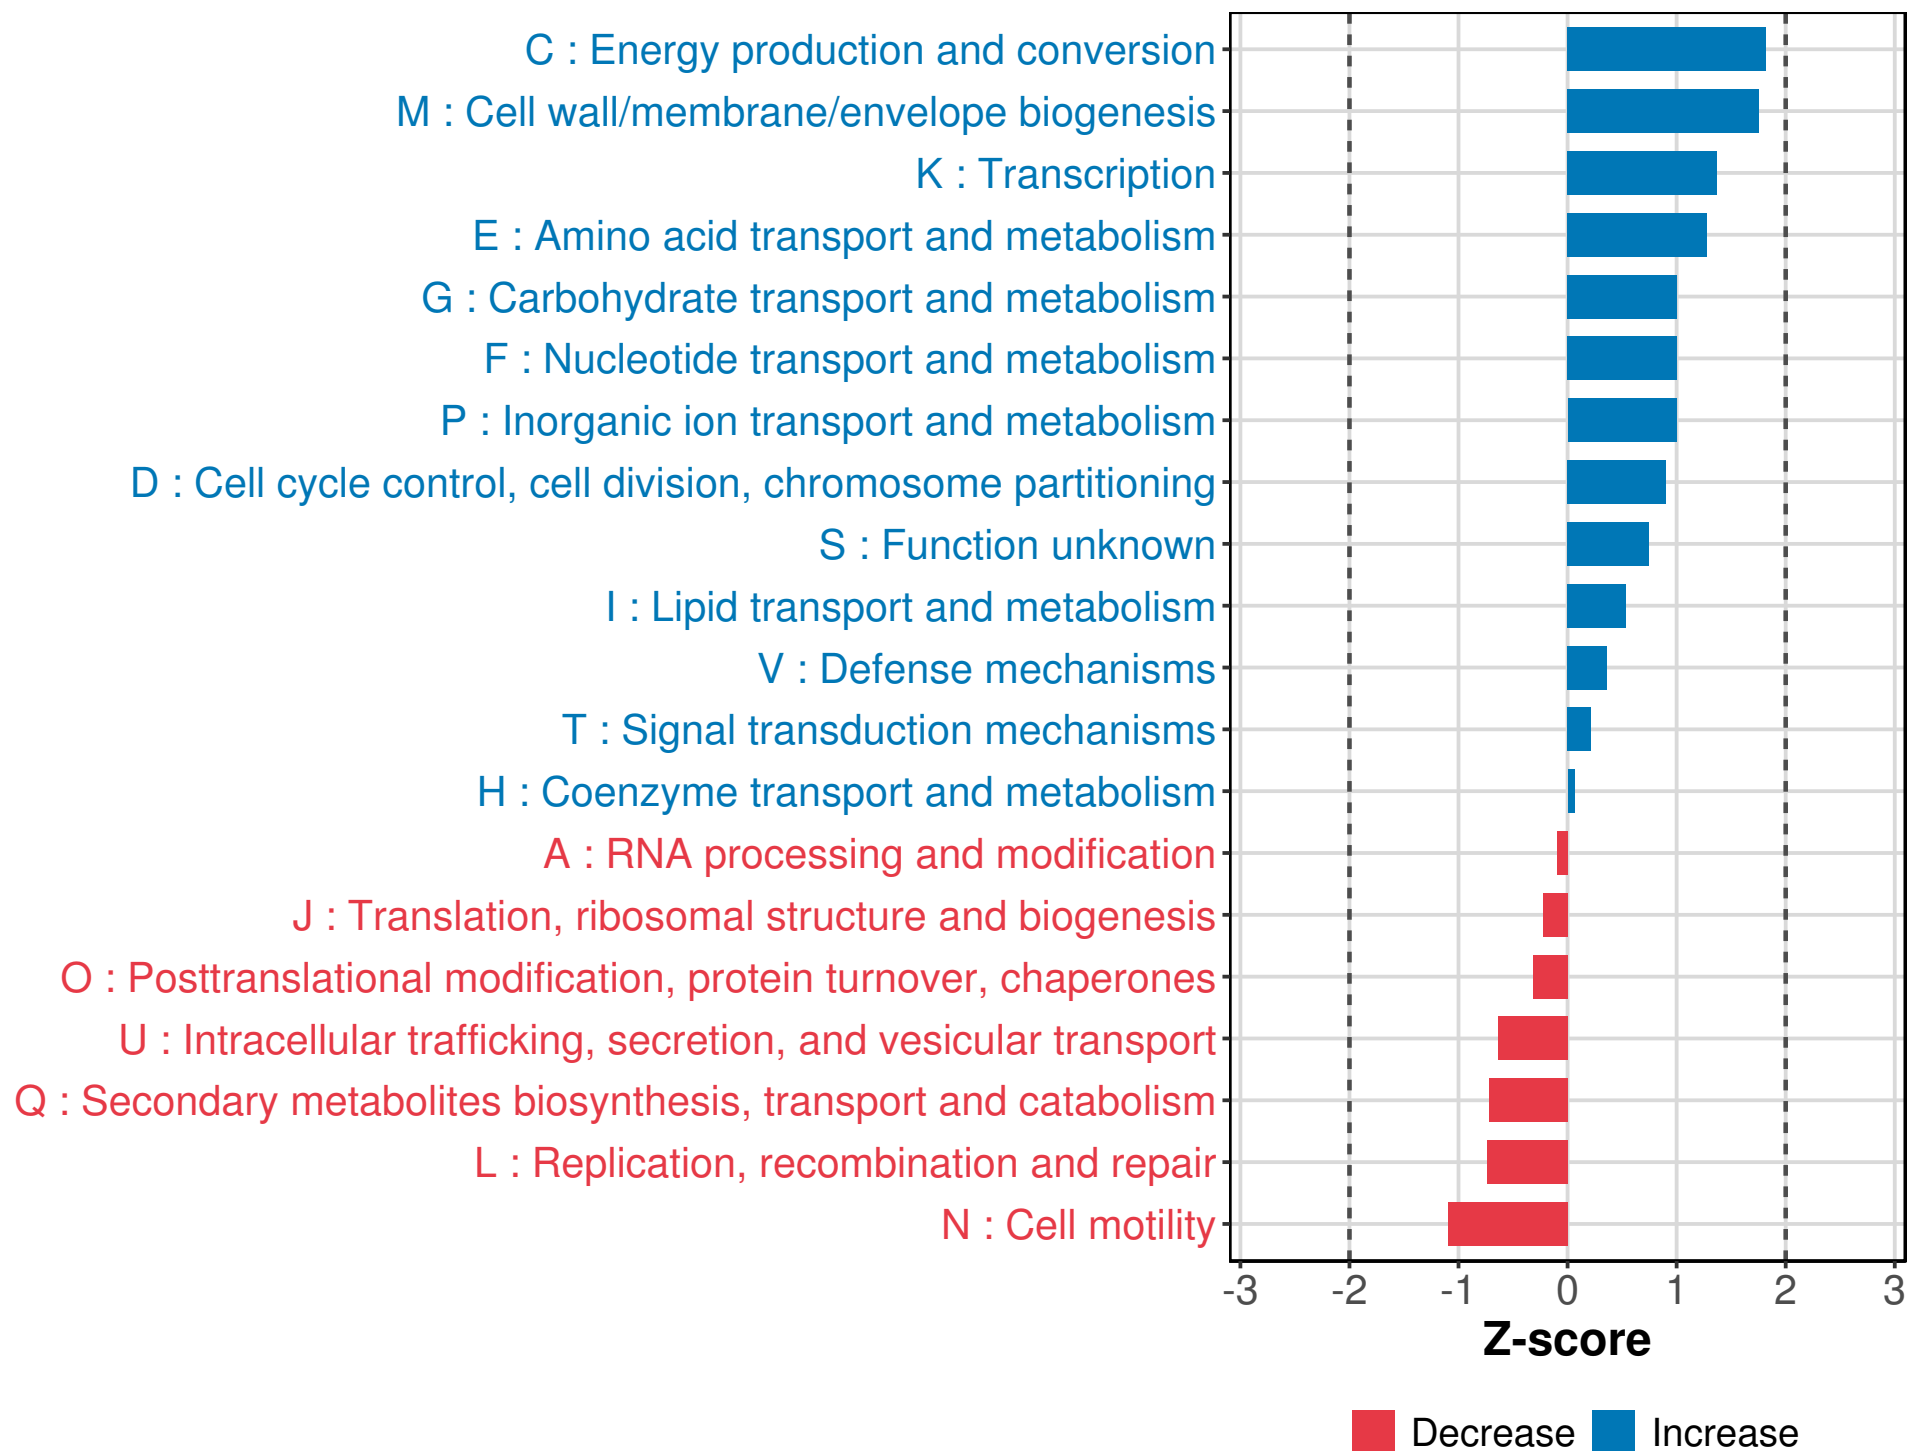 C : Energy production and conversion
M : Cell wall/membrane/envelope biogenesis
K : Transcription
E : Amino acid transport and metabolism
G : Carbohydrate transport and metabolism
F : Nucleotide transport and metabolism
P : Inorganic ion transport and metabolism
D : Cell cycle control, cell division, chromosome partitioning
S : Function unknown
I : Lipid transport and metabolism
V : Defense mechanisms
T : Signal transduction mechanisms
H : Coenzyme transport and metabolism
A : RNA processing and modification
J : Translation, ribosomal structure and biogenesis
O : Posttranslational modification, protein turnover, chaperones
U : Intracellular trafficking, secretion, and vesicular transport
Q : Secondary metabolites biosynthesis, transport and catabolism
L : Replication, recombination and repair
N : Cell motility
-3 -2 -1 0 1 2 3
Z-score
Decrease Increase